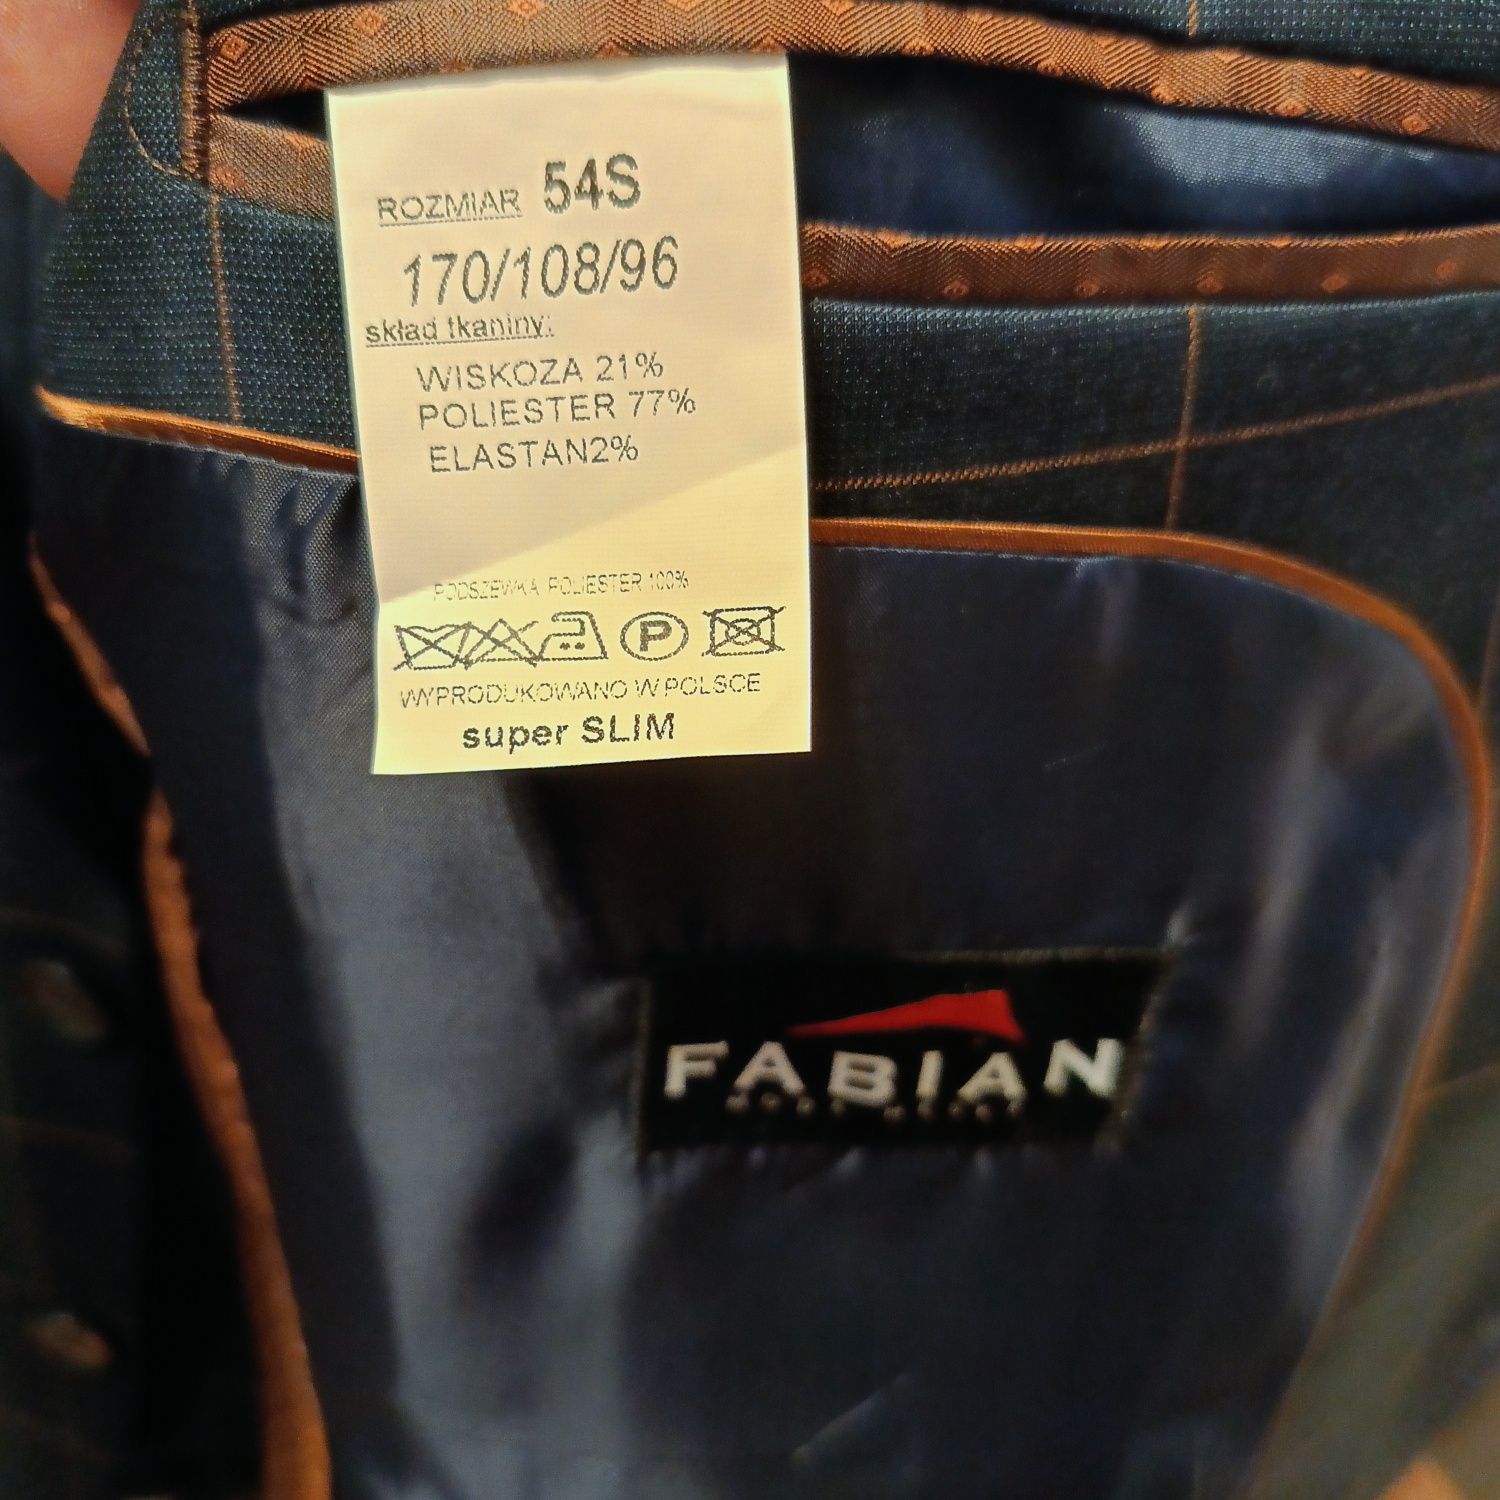 ROZMIAR 54S
170/108/96
skład tkaniny:
WISKOZA 21%
POLIESTER 77%
ELASTAN2%
PODSZEWKA POLIESTER 100%
P
WYPRODUKOWANO W POLSCE
super SLIM
FABIAN